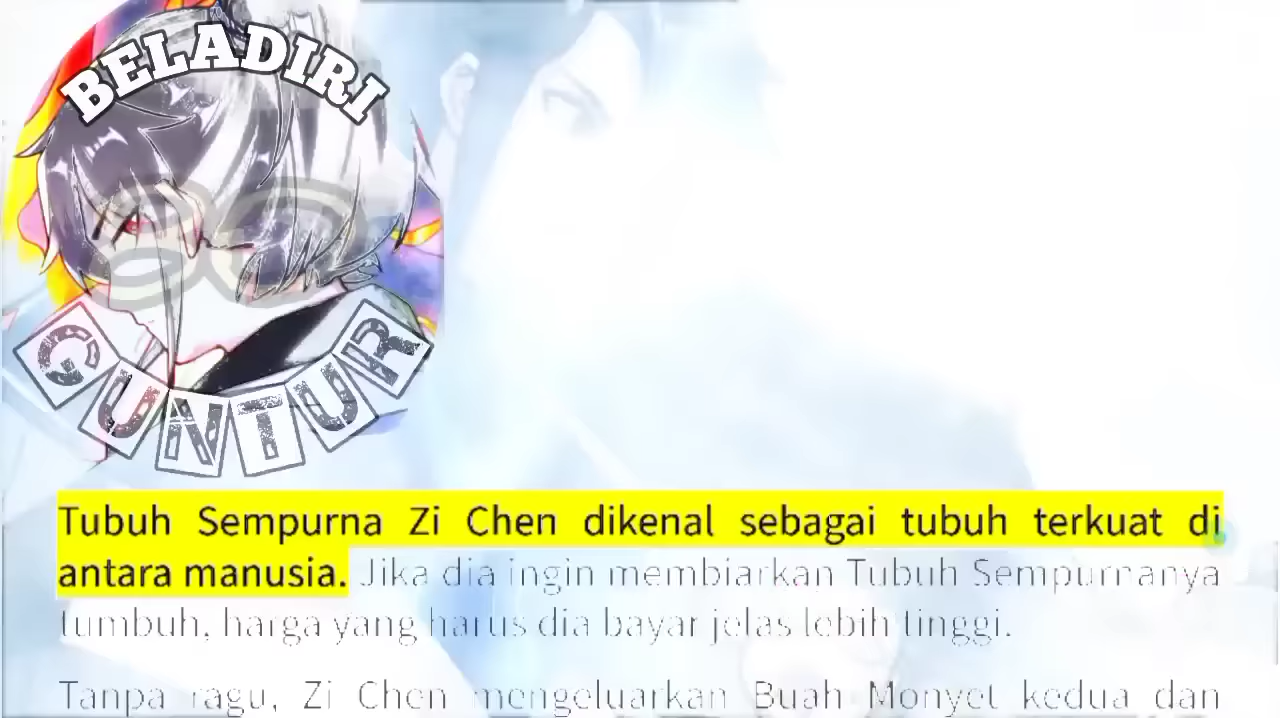 BELADIRI
GUNTUR
Tubuh Sempurna Zi Chen dikenal sebagai tubuh terkuat di
antara manusia. Jika dia ingin membiarkan Tubuh Sempurnanya
tumbuh, harga yang harus dia bayar jelas lebih tinggi.
Tanpa ragu, Zi Chen mengeluarkan Buah Monyet kedua dan